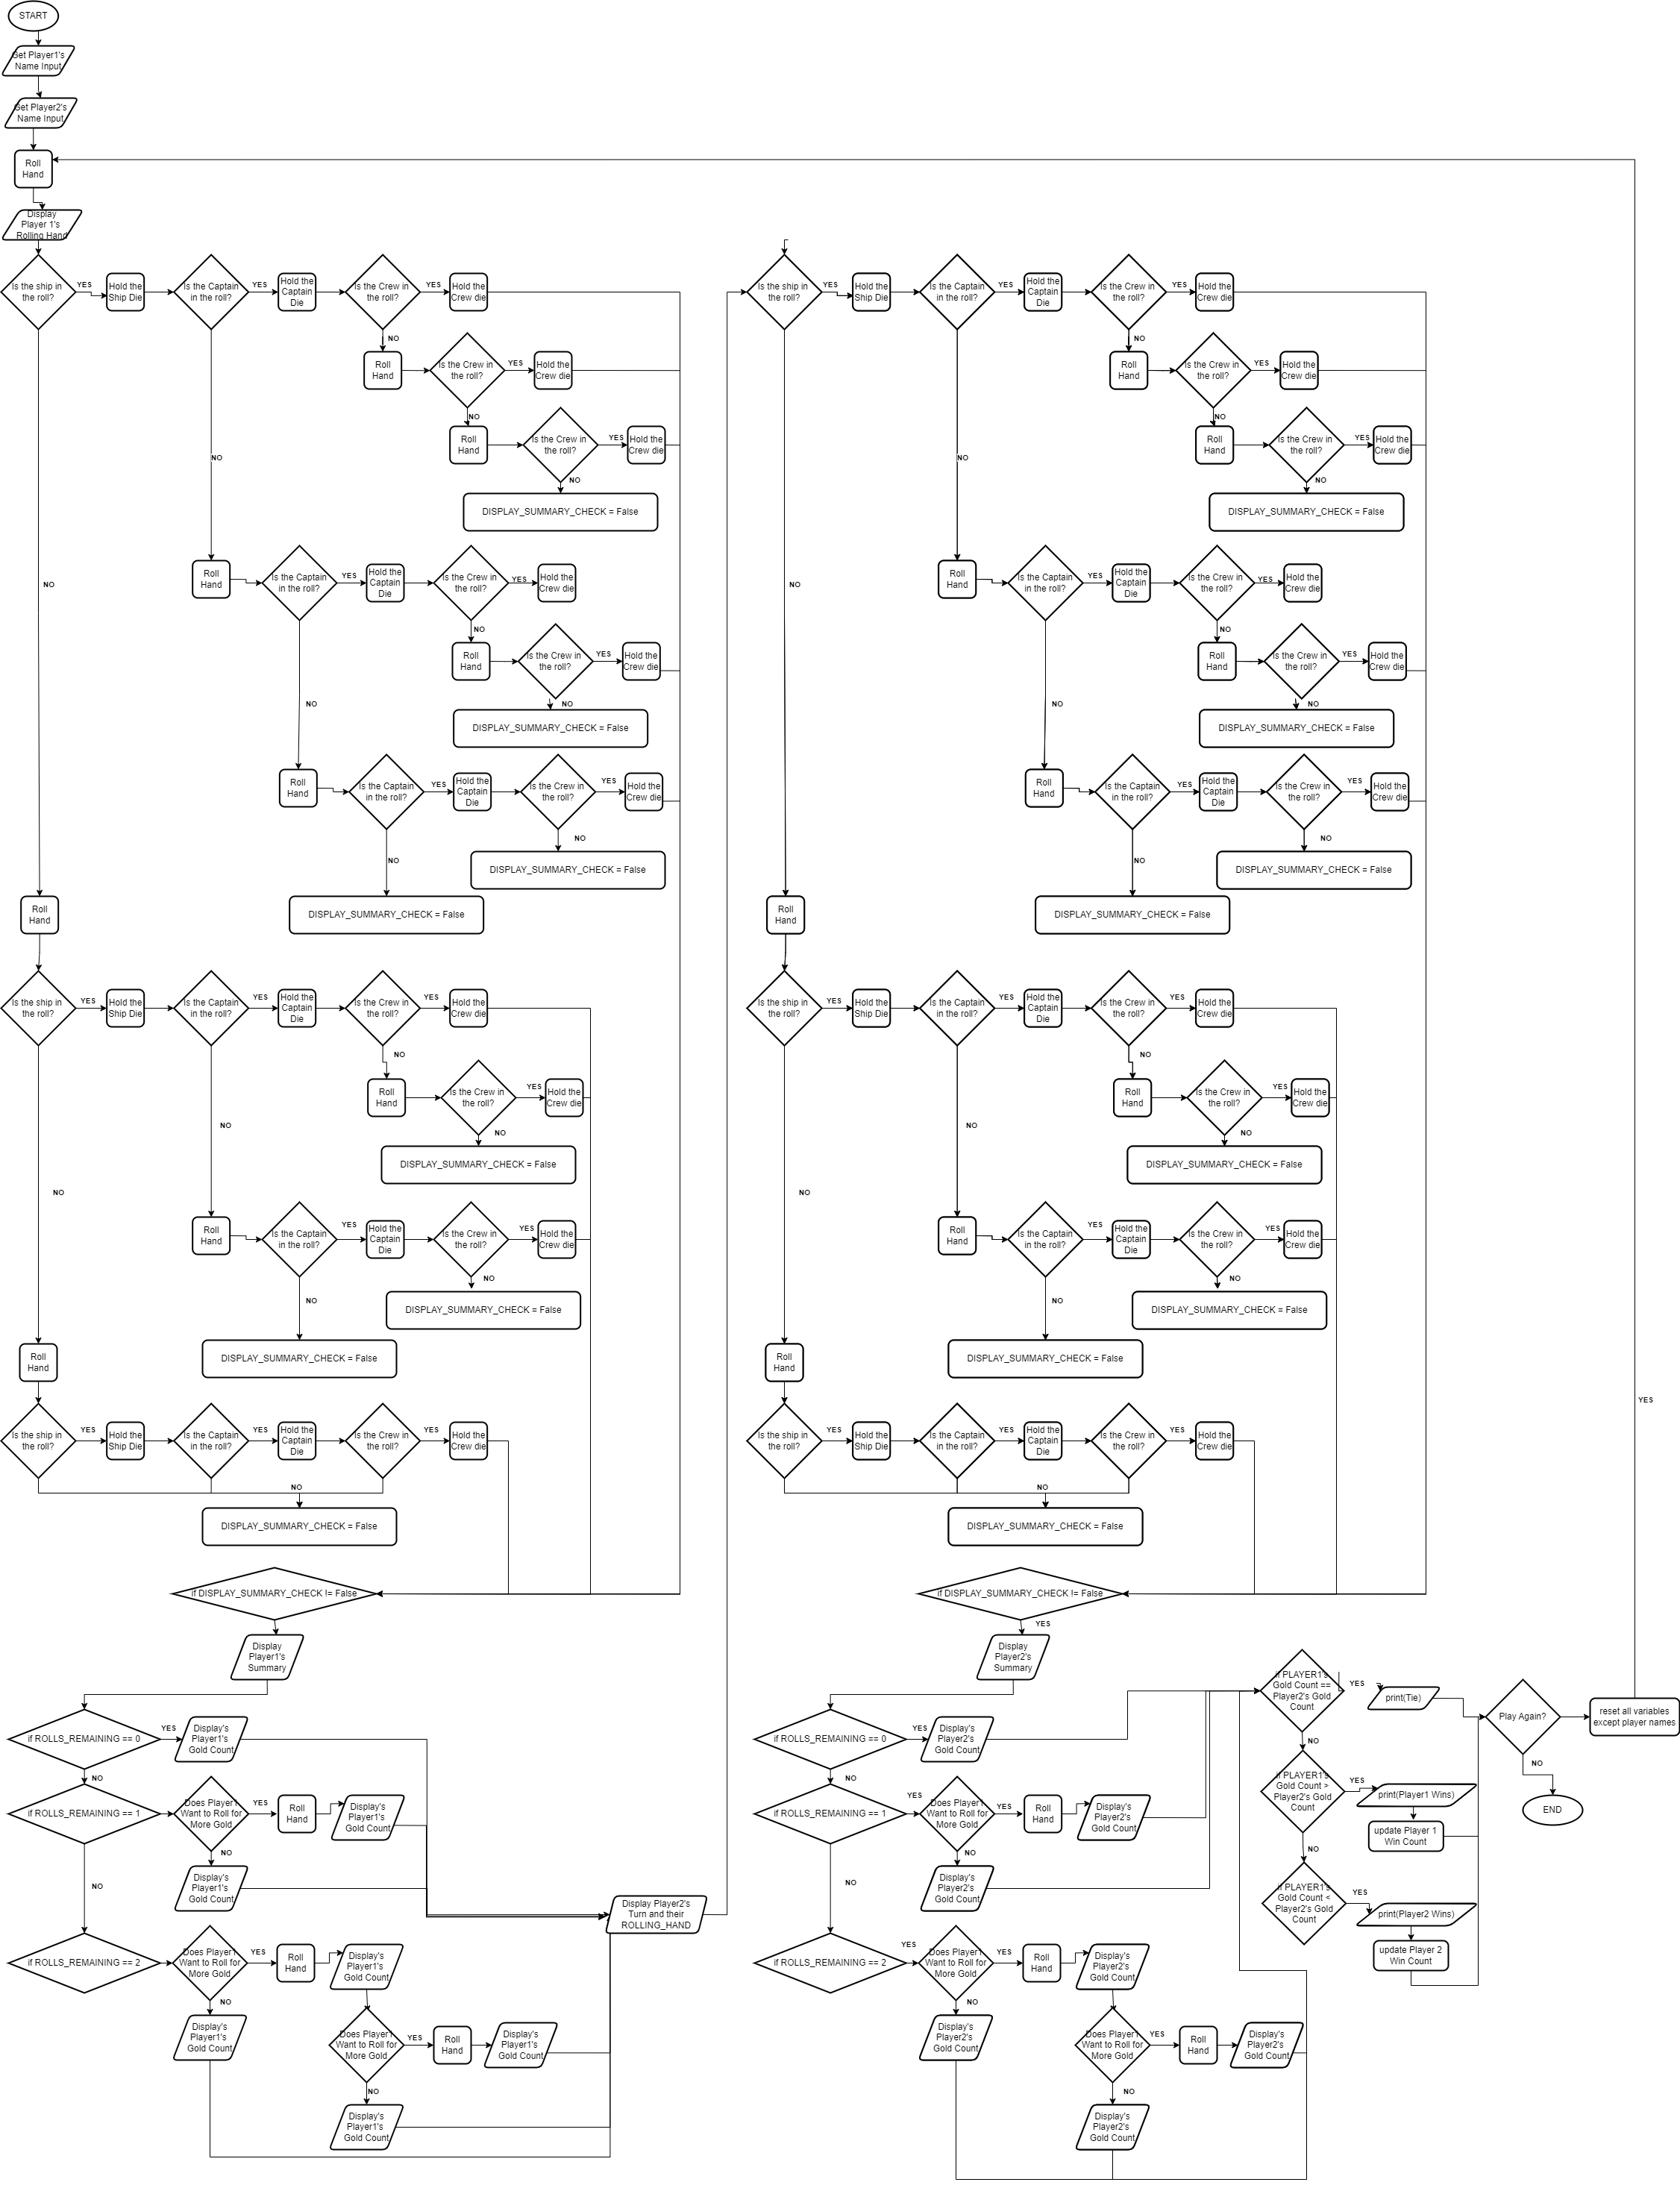 START
Get Player1's
Name Input
Get Player2's
Name Input
Roll
Hand
Display
Player 1's
Rolling Hand
Is the ship in
the roll?
YES
Hold the
Ship Die
Is the Captain
in the roll?
YES
Hold the
Captain
Die
Is the Crew in
the roll?
YES
Hold the
Crew die
NO
Roll
Hand
Is the Crew in
the roll?
YES
Hold the
Crew die
NO
Roll
Hand
Is the Crew in
the roll?
YES
Hold the
Crew die
NO
DISPLAY_SUMMARY_CHECK = False
NO
Roll
Hand
Is the Captain
in the roll?
YES
Hold the
Captain
Die
Is the Crew in
the roll?
YES
Hold the
Crew die
NO
Roll
Hand
Is the Crew in
the roll?
YES
Hold the
Crew die
NO
DISPLAY_SUMMARY_CHECK = False
NO
Roll
Hand
Is the Captain
in the roll?
YES
Hold the
Captain
Die
Is the Crew in
the roll?
YES
Hold the
Crew die
NO
DISPLAY_SUMMARY_CHECK = False
NO
DISPLAY_SUMMARY_CHECK = False
NO
Roll
Hand
Is the ship in
the roll?
YES
Hold the
Ship Die
Is the Captain
in the roll?
YES
Hold the
Captain
Die
Is the Crew in
the roll?
YES
Hold the
Crew die
NO
Roll
Hand
Is the Crew in
the roll?
YES
Hold the
Crew die
NO
DISPLAY_SUMMARY_CHECK = False
NO
Roll
Hand
Is the Captain
in the roll?
YES
Hold the
Captain
Die
Is the Crew in
the roll?
YES
Hold the
Crew die
NO
DISPLAY_SUMMARY_CHECK = False
NO
DISPLAY_SUMMARY_CHECK = False
NO
Roll
Hand
Is the ship in
the roll?
YES
Hold the
Ship Die
Is the Captain
in the roll?
YES
Hold the
Captain
Die
Is the Crew in
the roll?
YES
Hold the
Crew die
NO
DISPLAY_SUMMARY_CHECK = False
if DISPLAY_SUMMARY_CHECK != False
Display
Player1's
Summary
if ROLLS_REMAINING == 0
YES
Display's
Player1's
Gold Count
NO
if ROLLS_REMAINING == 1
Does Player1
Want to Roll for
More Gold
YES
Roll
Hand
Display's
Player1's
Gold Count
NO
Display's
Player1's
Gold Count
NO
if ROLLS_REMAINING == 2
Does Player1
Want to Roll for
More Gold
YES
Roll
Hand
Display's
Player1's
Gold Count
NO
Display's
Player1's
Gold Count
Does Player1
Want to Roll for
More Gold
YES
Roll
Hand
Display's
Player1's
Gold Count
NO
Display's
Player1's
Gold Count
Display Player2's
Turn and their
ROLLING_HAND
Is the ship in
the roll?
YES
Hold the
Ship Die
Is the Captain
in the roll?
YES
Hold the
Captain
Die
Is the Crew in
the roll?
YES
Hold the
Crew die
NO
Roll
Hand
Is the Crew in
the roll?
YES
Hold the
Crew die
NO
Roll
Hand
Is the Crew in
the roll?
YES
Hold the
Crew die
NO
DISPLAY_SUMMARY_CHECK = False
NO
Roll
Hand
Is the Captain
in the roll?
YES
Hold the
Captain
Die
Is the Crew in
the roll?
YES
Hold the
Crew die
NO
Roll
Hand
Is the Crew in
the roll?
YES
Hold the
Crew die
NO
DISPLAY_SUMMARY_CHECK = False
NO
Roll
Hand
Is the Captain
in the roll?
YES
Hold the
Captain
Die
Is the Crew in
the roll?
YES
Hold the
Crew die
NO
DISPLAY_SUMMARY_CHECK = False
NO
DISPLAY_SUMMARY_CHECK = False
NO
Roll
Hand
Is the ship in
the roll?
YES
Hold the
Ship Die
Is the Captain
in the roll?
YES
Hold the
Captain
Die
Is the Crew in
the roll?
YES
Hold the
Crew die
NO
Roll
Hand
Is the Crew in
the roll?
YES
Hold the
Crew die
NO
DISPLAY_SUMMARY_CHECK = False
NO
Roll
Hand
Is the Captain
in the roll?
YES
Hold the
Captain
Die
Is the Crew in
the roll?
YES
Hold the
Crew die
NO
DISPLAY_SUMMARY_CHECK = False
NO
DISPLAY_SUMMARY_CHECK = False
NO
Roll
Hand
Is the ship in
the roll?
YES
Hold the
Ship Die
Is the Captain
in the roll?
YES
Hold the
Captain
Die
Is the Crew in
the roll?
YES
Hold the
Crew die
NO
DISPLAY_SUMMARY_CHECK = False
if DISPLAY_SUMMARY_CHECK != False
YES
Display
Player2's
Summary
if ROLLS_REMAINING == 0
YES
Display's
Player2's
Gold Count
NO
if ROLLS_REMAINING == 1
YES
Does Player1
Want to Roll for
More Gold
YES
Roll
Hand
Display's
Player2's
Gold Count
NO
Display's
Player2's
Gold Count
NO
if ROLLS_REMAINING == 2
YES
Does Player1
Want to Roll for
More Gold
YES
Roll
Hand
Display's
Player2's
Gold Count
NO
Display's
Player2's
Gold Count
Does Player1
Want to Roll for
More Gold
YES
Roll
Hand
Display's
Player2's
Gold Count
NO
Display's
Player2's
Gold Count
if PLAYER1's
Gold Count ==
Player2's Gold
Count
YES
print(Tie)
NO
if PLAYER1's
Gold Count >
Player2's Gold
Count
YES
print(Player1 Wins)
update Player 1
Win Count
NO
if PLAYER1's
Gold Count <
Player2's Gold
Count
YES
print(Player2 Wins)
update Player 2
Win Count
Play Again?
NO
END
reset all variables
except player names
YES